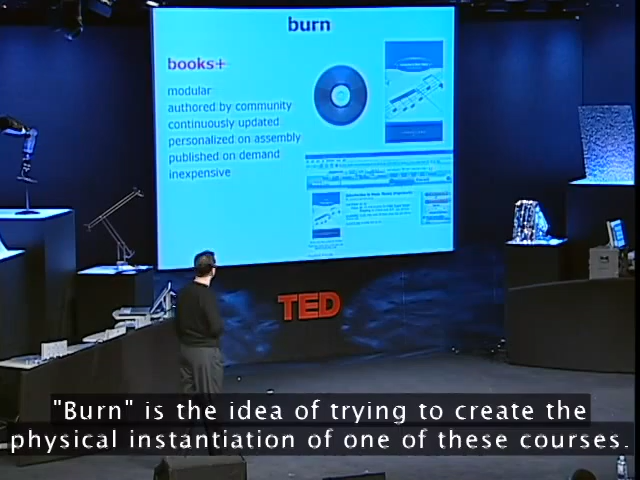 burn
books+
modular
authored by community
continuously updated
personalized on assembly
published on demand
inexpensive
TED
"Burn" is the idea of trying to create the
physical instantiation of one of these courses.